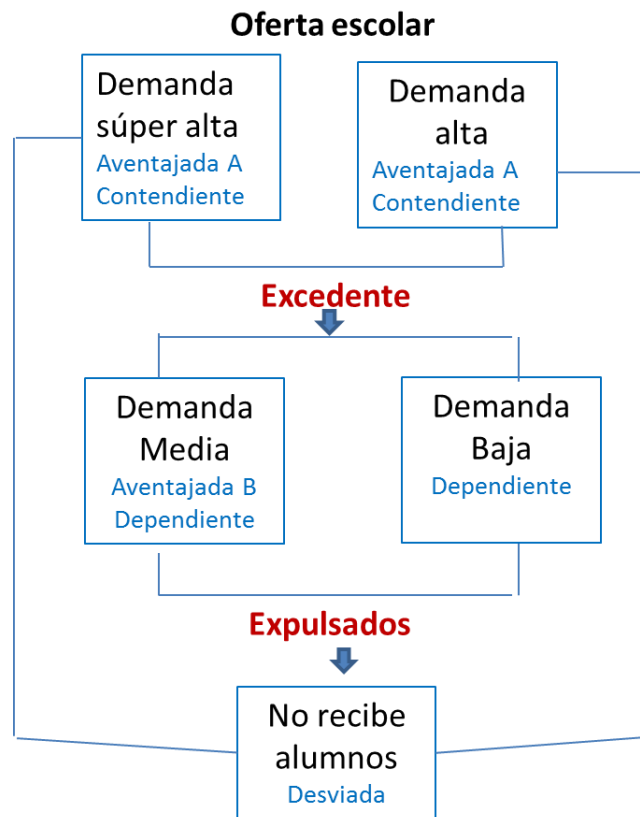 Oferta escolar
Demanda
súper alta
Aventajada A
Contendiente
Demanda
alta
Aventajada A
Contendiente
Excedente
Demanda
Media
Aventajada B
Dependiente
Demanda
Baja
Dependiente
Expulsados
No recibe
alumnos
Desviada